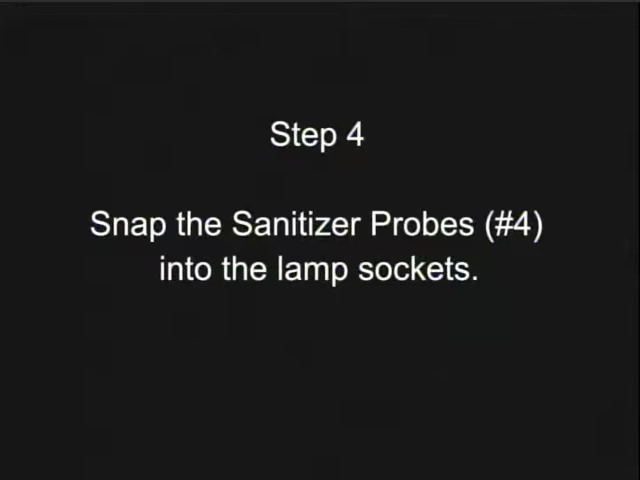 Step 4
Snap the Sanitizer Probes (#4)
into the lamp sockets.